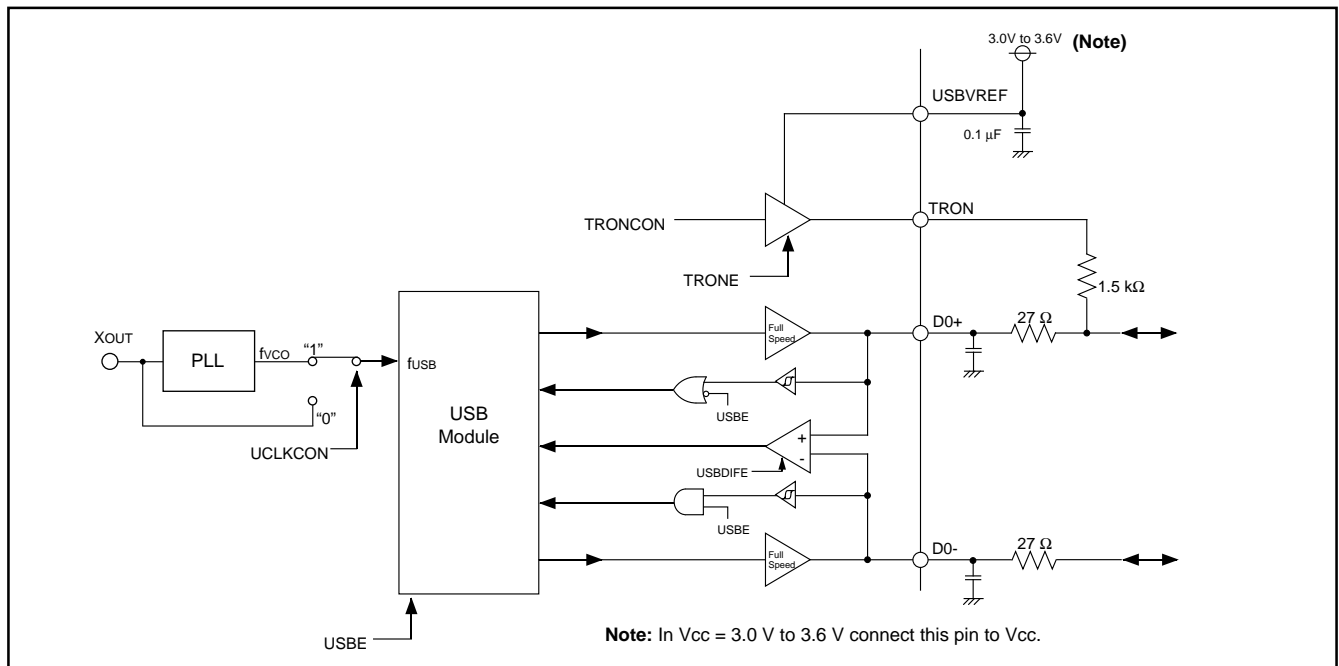 3.0V to 3.6V (Note)
USBVREF
0.1 µF
TRONCON
TRON
TRONE
1.5 kΩ
XOUT
PLL
fVCO
"1"
"0"
UCLKCON
fUSB
USB
Module
Full
Speed
D0+
27 Ω
USBE
+
-
USBDIFE
USBE
Full
Speed
D0-
27 Ω
USBE
Note: In Vcc = 3.0 V to 3.6 V connect this pin to Vcc.